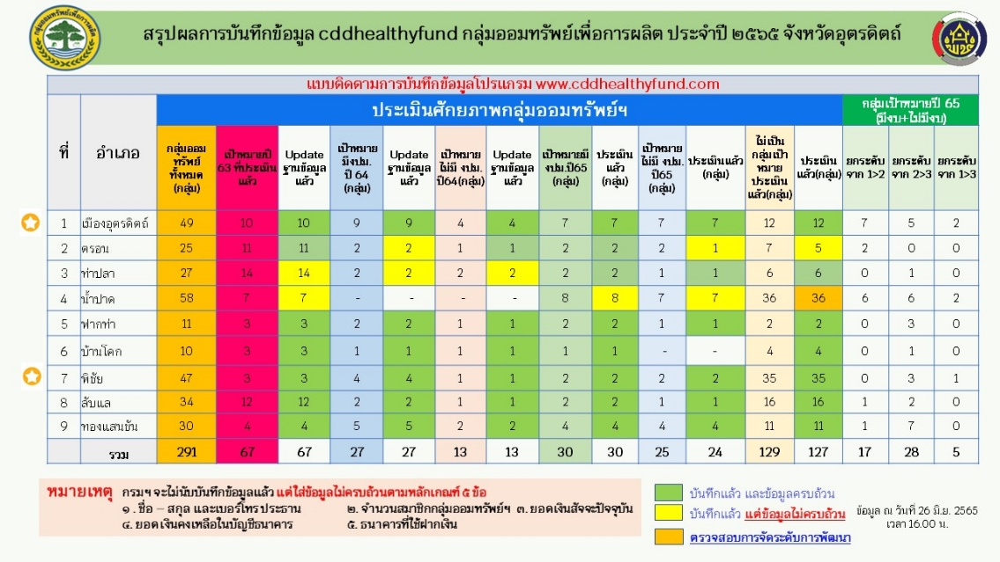 สรุปผลการบันทึกข้อมูล cddhealthyfund กลุ่มออมทรัพย์เพื่อการผลิต ประจำปี ๒๕๖๕ จังหวัดอุตรดิตถ์
แบบติดตามการบันทึกข้อมูลโปรแกรม www.cddhealthyfund.com
ที่ อำเภอ ประเมินศักยภาพกลุ่มออมทรัพย์ฯ กลุ่มเป้าหมายปี 65 (มีงบ+ไม่มีงบ)
กลุ่มออมทรัพย์ทั้งหมด (กลุ่ม) เป้าหมายปี 63 ที่ประเมินแล้ว Update ฐานข้อมูลแล้ว เป้าหมายมีงปม. ปี 64 (กลุ่ม) Update ฐานข้อมูลแล้ว เป้าหมายไม่มี งปม. ปี64(กลุ่ม) Update ฐานข้อมูลแล้ว เป้าหมายมี งปม.ปี65 (กลุ่ม) ประเมินแล้ว (กลุ่ม) เป้าหมายไม่มี งปม. ปี65 (กลุ่ม) ประเมินแล้ว (กลุ่ม) ไม่เป็นกลุ่มเป้าหมายประเมินแล้ว(กลุ่ม) ประเมินแล้ว(กลุ่ม) ยกระดับจาก 1>2 ยกระดับจาก 2>3 ยกระดับจาก 1>3
1 เมืองอุตรดิตถ์ 49 10 10 9 9 4 4 7 7 7 7 12 12 7 5 2
2 ตรอน 25 11 11 2 2 1 1 2 2 2 1 7 5 2 0 0
3 ท่าปลา 27 14 14 2 2 2 2 2 2 1 1 6 6 0 1 0
4 น้ำปาด 58 7 7 - - - - 8 8 7 7 36 36 6 6 2
5 ฟากท่า 11 3 3 2 2 1 1 2 2 1 1 2 2 0 3 0
6 บ้านโคก 10 3 3 1 1 1 1 1 1 - - 4 4 0 1 0
7 พิชัย 47 3 3 4 4 1 1 2 2 2 2 35 35 0 3 1
8 ลับแล 34 12 12 2 2 1 1 2 2 1 1 16 16 1 2 0
9 ทองแสนขัน 30 4 4 5 5 2 2 4 4 4 4 11 11 1 7 0
รวม 291 67 67 27 27 13 13 30 30 25 24 129 127 17 28 5
หมายเหตุ กรมฯ จะไม่นับบันทึกข้อมูลแล้ว แต่ใส่ข้อมูลไม่ครบถ้วนตามหลักเกณฑ์ ๕ ข้อ
๑. ชื่อ – สกุล และเบอร์โทร ประธาน ๒. จำนวนสมาชิกกลุ่มออมทรัพย์ฯ ๓. ยอดเงินสัจจะปัจจุบัน
๔. ยอดเงินคงเหลือในบัญชีธนาคาร ๕. ธนาคารที่ใช้ฝากเงิน
บันทึกแล้ว และข้อมูลครบถ้วน
บันทึกแล้ว แต่ข้อมูลไม่ครบถ้วน
ตรวจสอบการจัดระดับการพัฒนา
ข้อมูล ณ วันที่ 26 มิ.ย. 2565
เวลา 16.00 น.